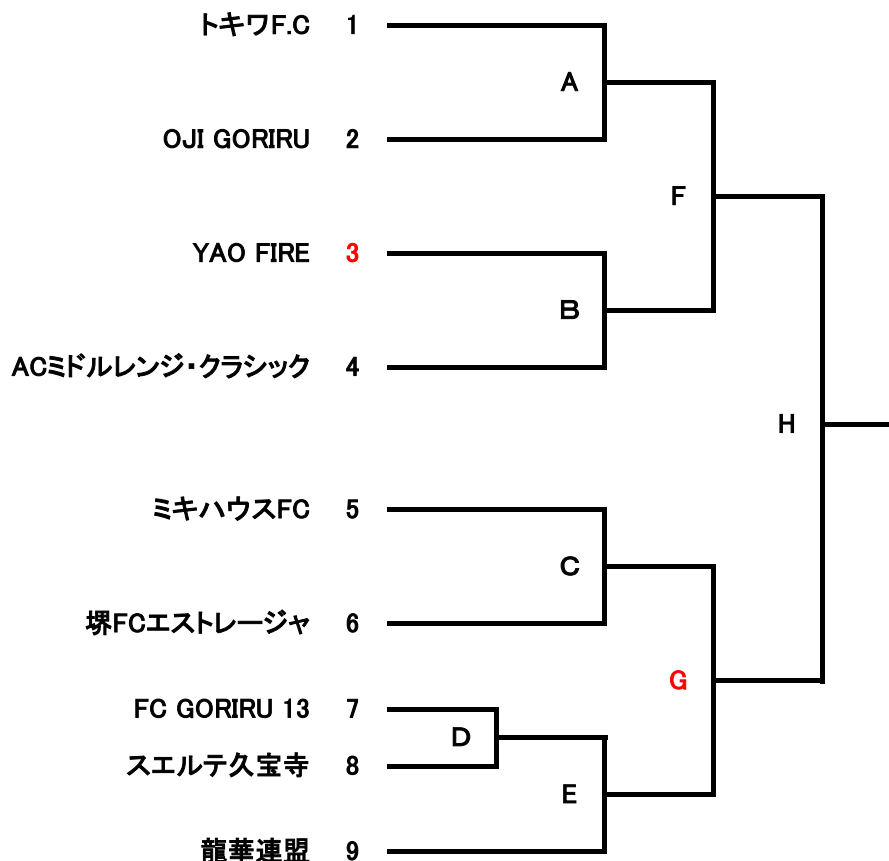 トキワF.C 1
A
OJI GORIRU 2
F
YAO FIRE 3
B
ACミドルレンジ・クラシック 4
H
ミキハウスFC 5
C
堺FCエストレージャ 6
G
FC GORIRU 13 7
D
スエルテ久宝寺 8
E
龍華連盟 9